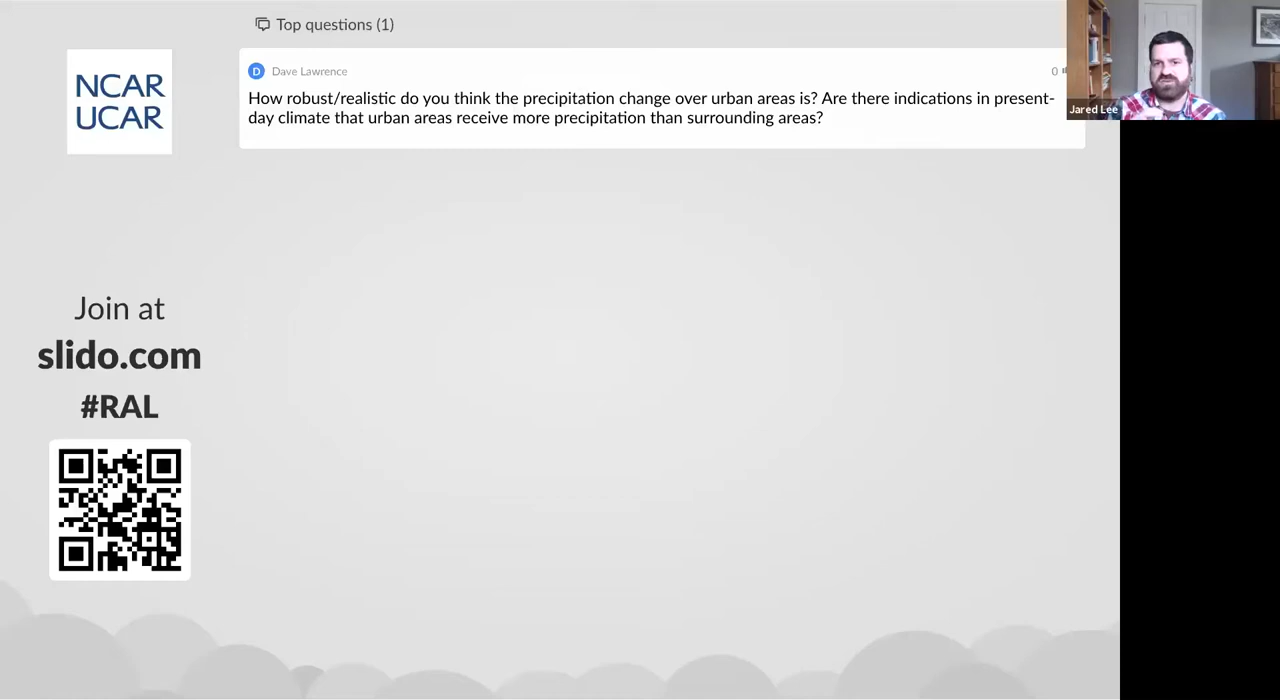 Top questions (1)
NCAR
UCAR
D Dave Lawrence
0
How robust/realistic do you think the precipitation change over urban areas is? Are there indications in present-
day climate that urban areas receive more precipitation than surrounding areas?
Jared Lee
Join at
slido.com
#RAL